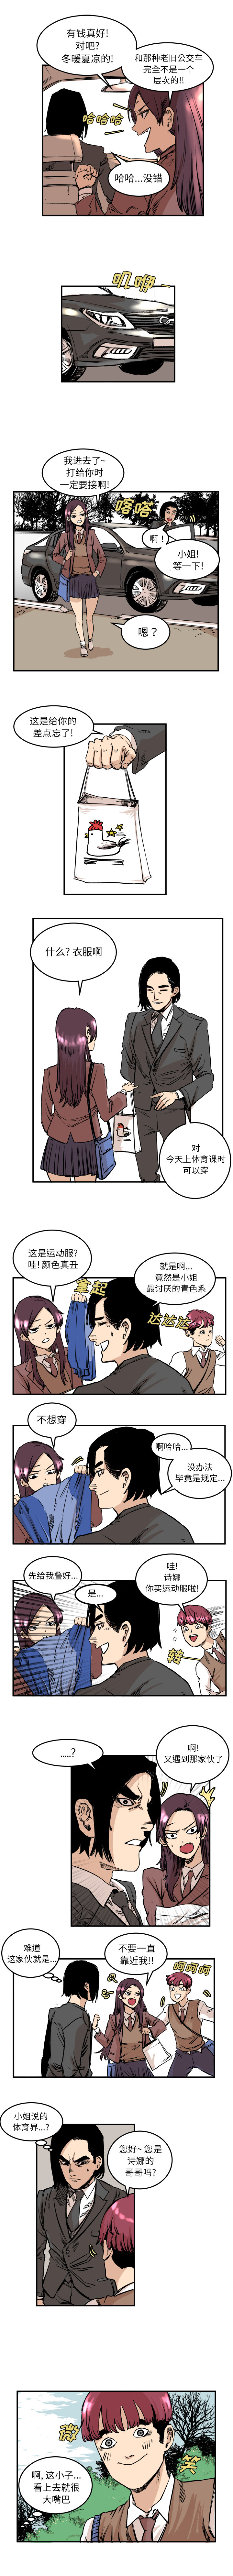 有钱真好!
对吧?
冬暖夏凉的!
和那种老旧公交车
完全不是一个
层次的!!
哈哈哈
哈哈...没错
叽咿
我进去了~
打给你时
一定要接哦!
喀嗒
啊！
小姐!
等一下!
嗯？
这是给你的
差点忘了!
什么? 衣服啊
对
今天上体育课时
可以穿
这是运动服?
哇! 颜色真丑
拿起
就是啊...
竟然是小姐
最讨厌的青色系
达达达
不想穿
啊哈哈...
没办法
毕竟是规定...
先给我叠好...
是...
哇!
诗娜
你买运动服啦!
转
.....?
啊!
又遇到那家伙了
难道
这家伙就是...
不要一直
靠近我!!
呵呵呵
小姐说的
体育界...?
您好~ 您是
诗娜的
哥哥吗?
微
笑
啊, 这小子...
看上去就很
大嘴巴